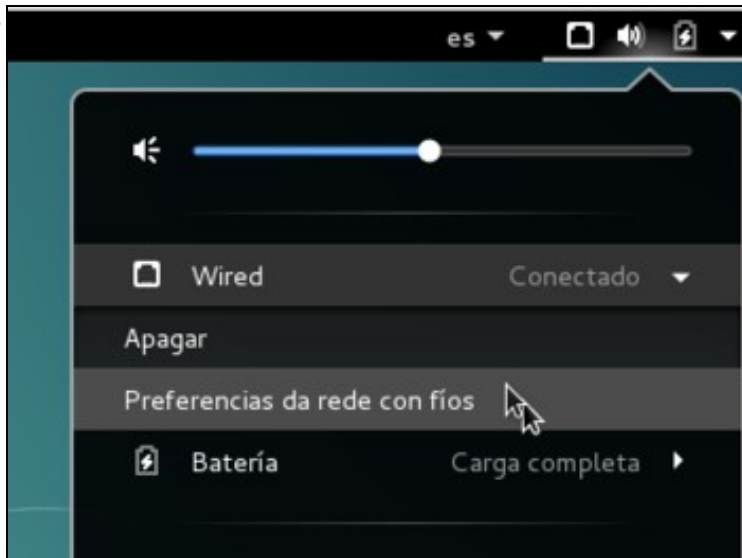 es
Wired Conectado
Apagar
Preferencias da rede con fíos
Batería Carga completa